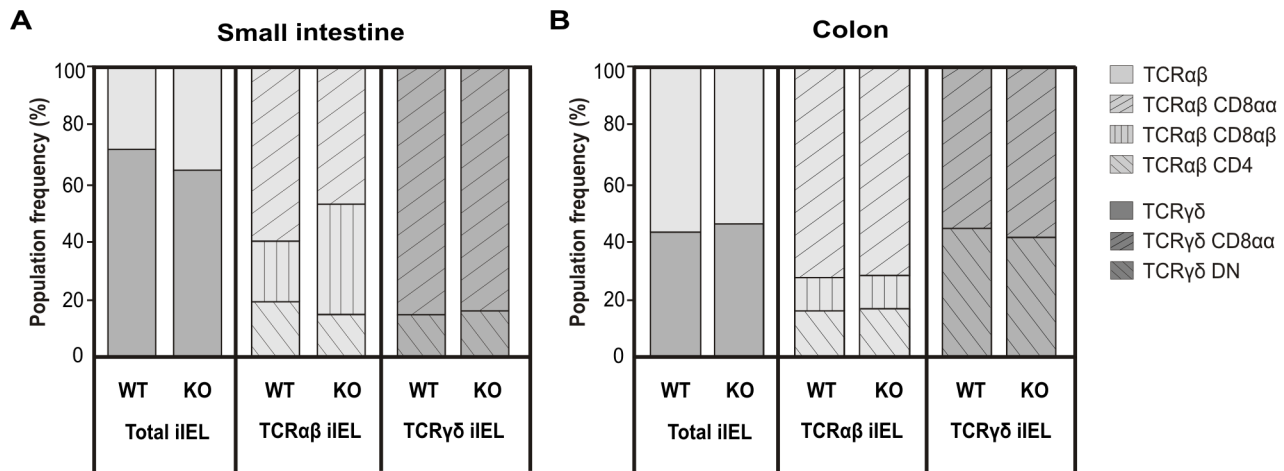 A
Small intestine
Population frequency (%)
100
80
60
40
20
0
WT KO WT KO WT KO
Total iIEL TCRαβ iIEL TCRγδ iIEL
B
Colon
Population frequency (%)
100
80
60
40
20
0
WT KO WT KO WT KO
Total iIEL TCRαβ iIEL TCRγδ iIEL
TCRαβ
TCRαβ CD8αα
TCRαβ CD8αβ
TCRαβ CD4
TCRγδ
TCRγδ CD8αα
TCRγδ DN